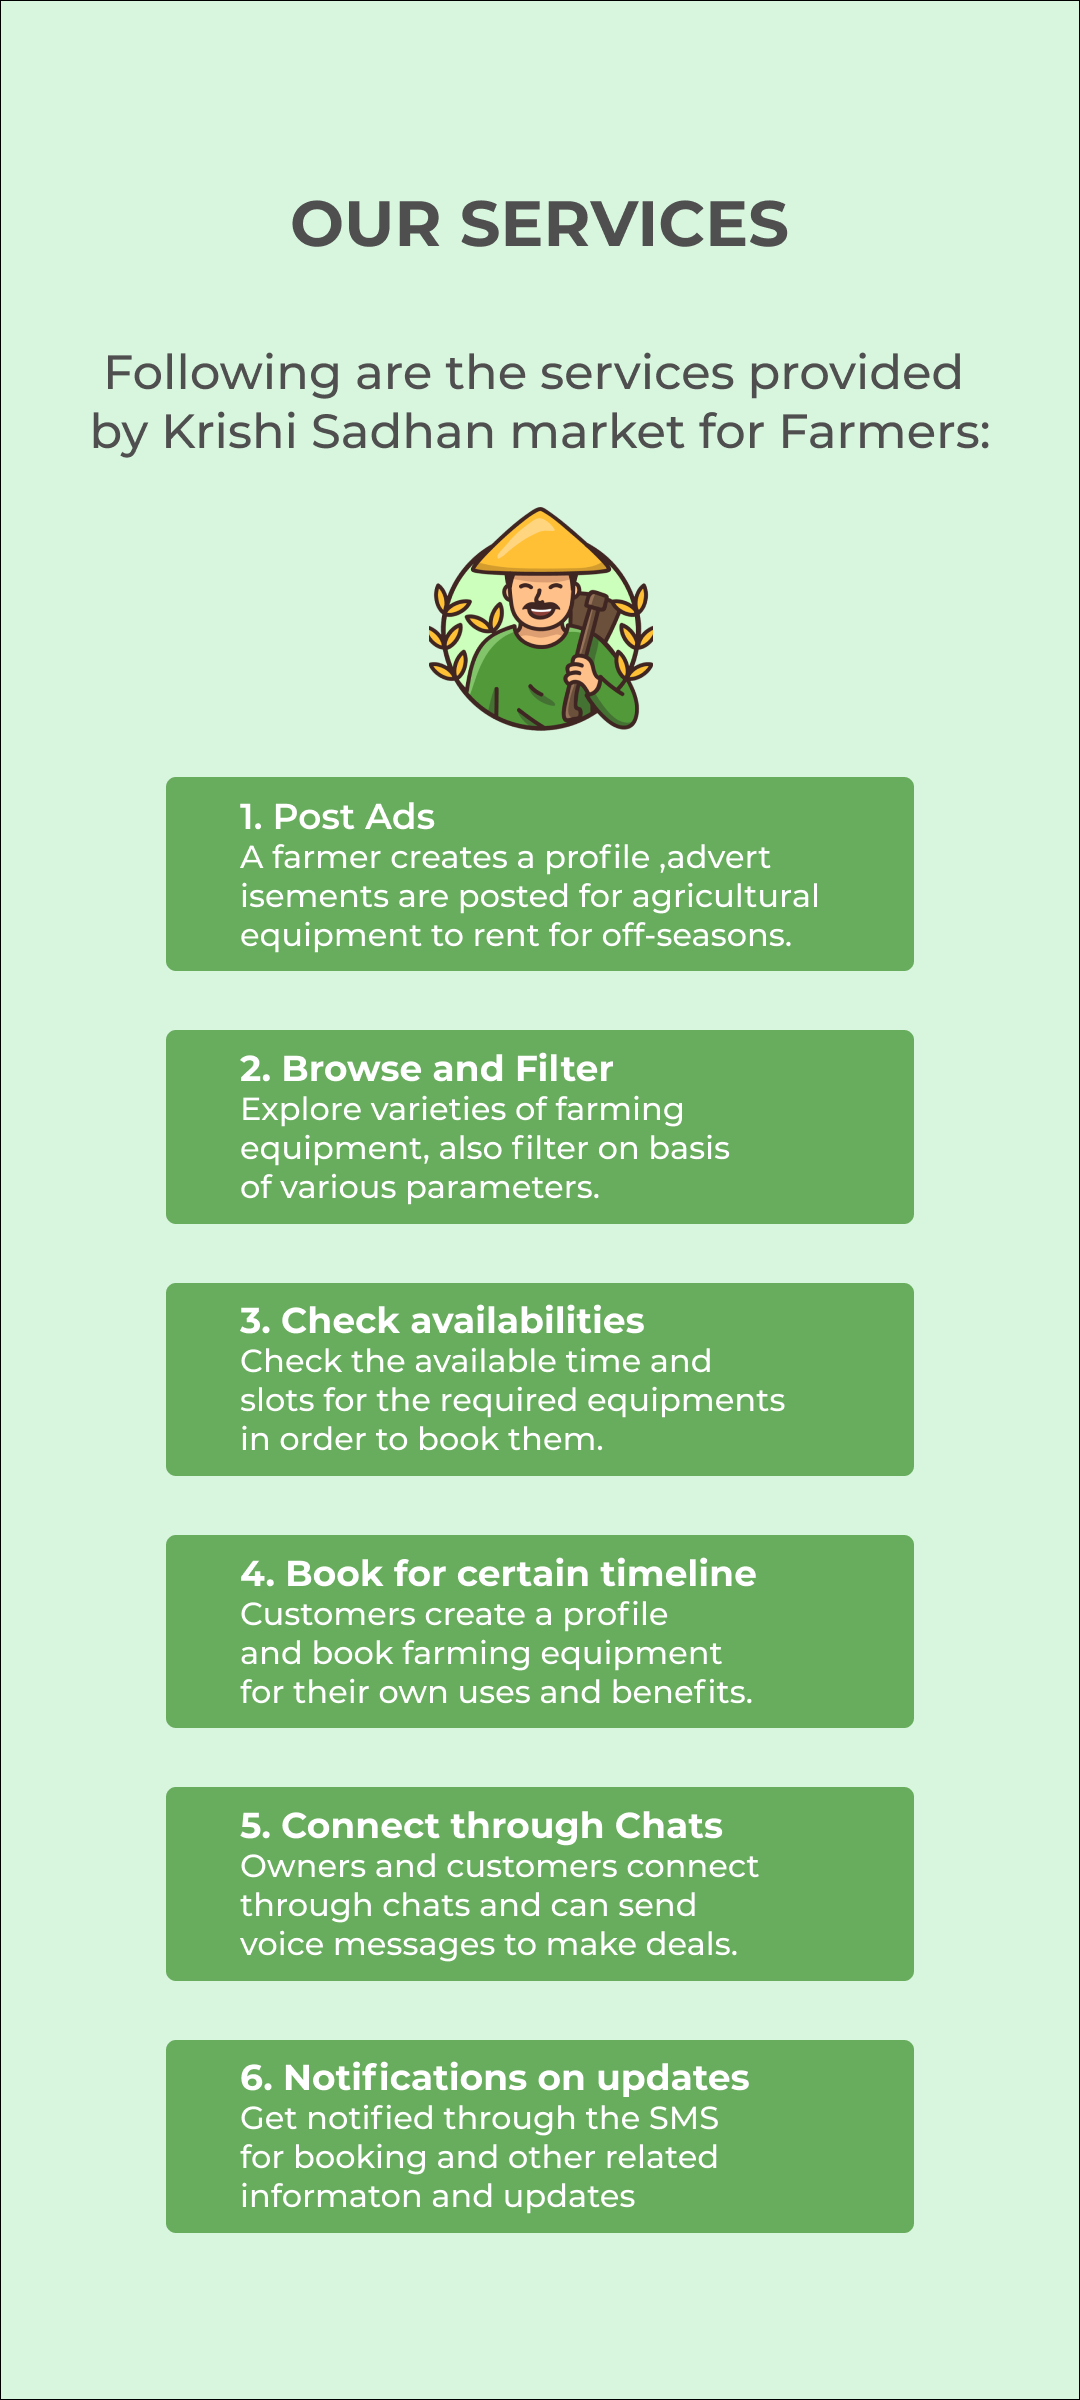 OUR SERVICES
Following are the services provided
by Krishi Sadhan market for Farmers:
1. Post Ads
A farmer creates a profile ,advert
isements are posted for agricultural
equipment to rent for off-seasons.
2. Browse and Filter
Explore varieties of farming
equipment, also filter on basis
of various parameters.
3. Check availabilities
Check the available time and
slots for the required equipments
in order to book them.
4. Book for certain timeline
Customers create a profile
and book farming equipment
for their own uses and benefits.
5. Connect through Chats
Owners and customers connect
through chats and can send
voice messages to make deals.
6. Notifications on updates
Get notified through the SMS
for booking and other related
informaton and updates